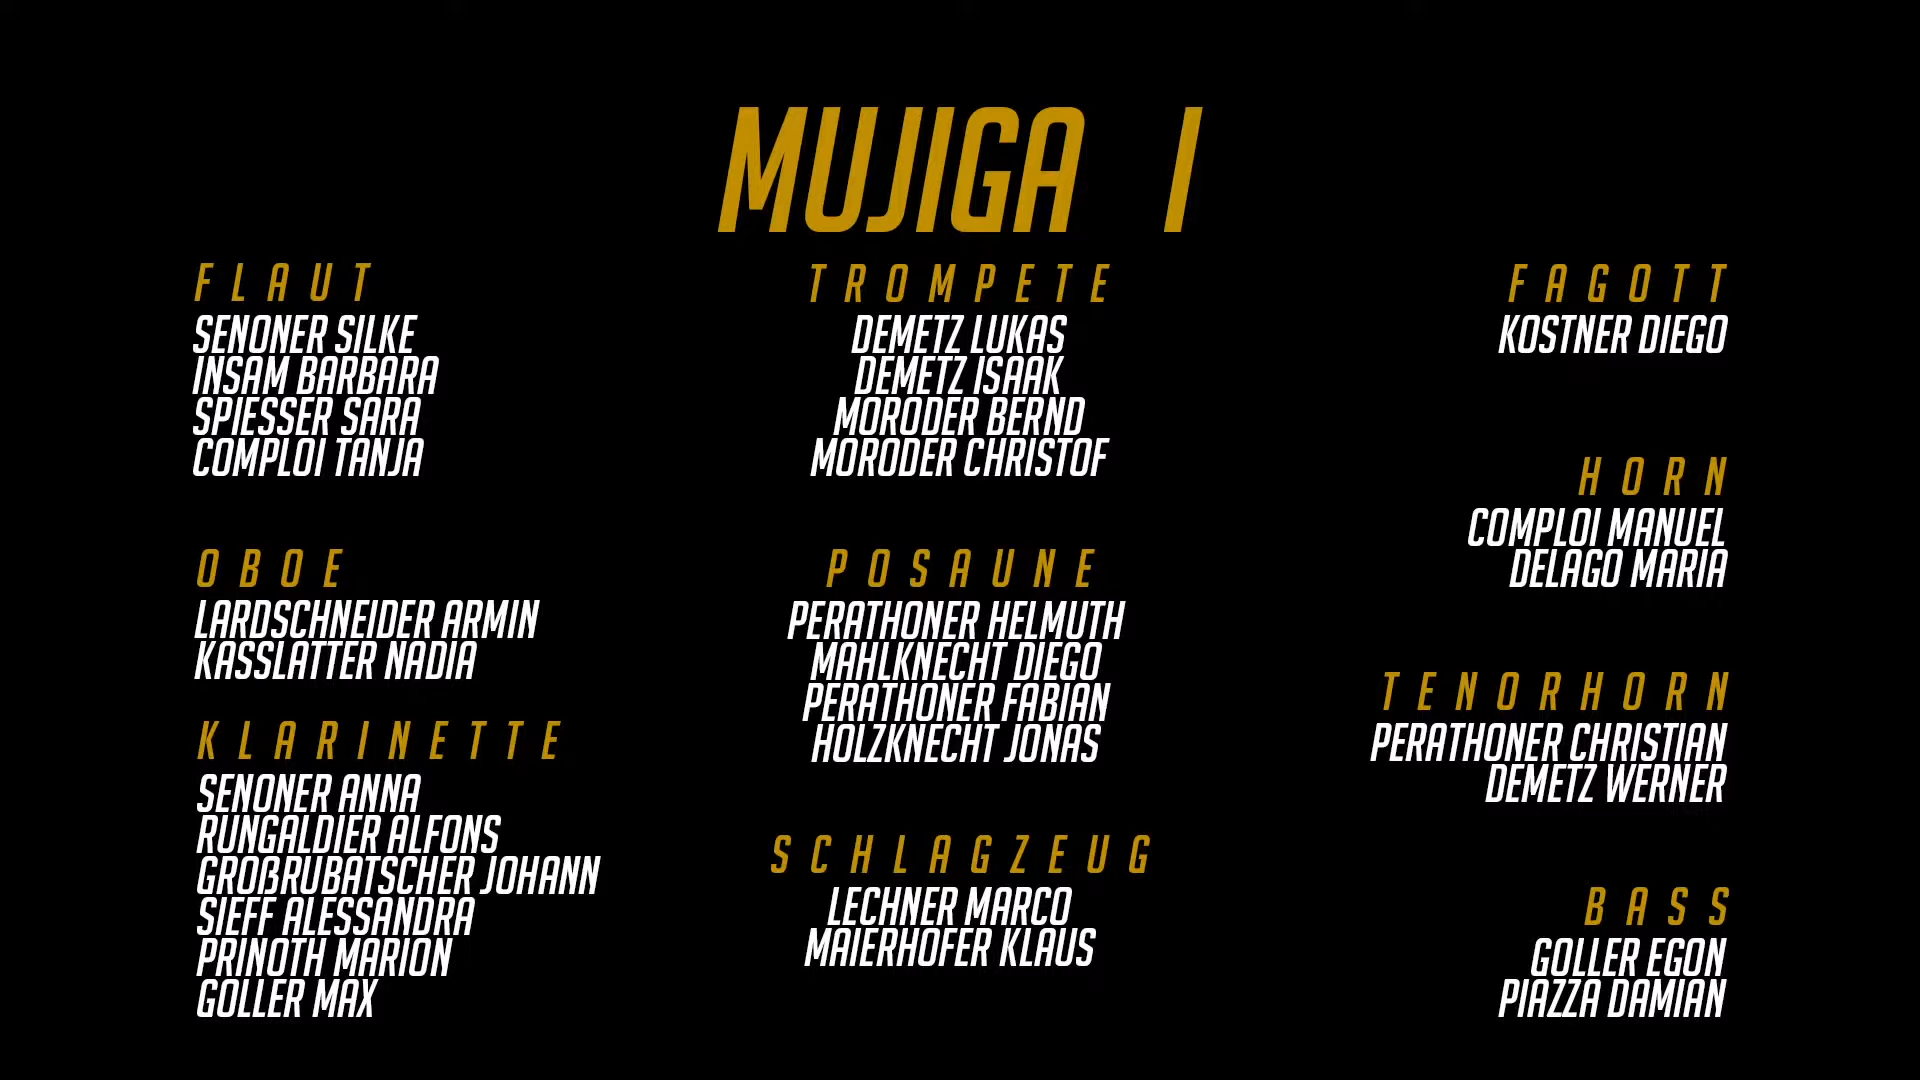 MUJIGA I
FLAUT
SENONER SILKE
INSAM BARBARA
SPIESSER SARA
COMPLOI TANJA
OBOE
LARDSCHNEIDER ARMIN
KASSLATTER NADIA
KLARINETTE
SENONER ANNA
RUNGALDIER ALFONS
GROßRUBATSCHER JOHANN
SIEFF ALESSANDRA
PRINOTH MARION
GOLLER MAX
TROMPETE
DEMETZ LUKAS
DEMETZ ISAAK
MORODER BERND
MORODER CHRISTOF
POSAUNE
PERATHONER HELMUTH
MAHLKNECHT DIEGO
PERATHONER FABIAN
HOLZKNECHT JONAS
SCHLAGZEUG
LECHNER MARCO
MAIERHOFER KLAUS
FAGOTT
KOSTNER DIEGO
HORN
COMPLOI MANUEL
DELAGO MARIA
TENORHORN
PERATHONER CHRISTIAN
DEMETZ WERNER
BASS
GOLLER EGON
PIAZZA DAMIAN